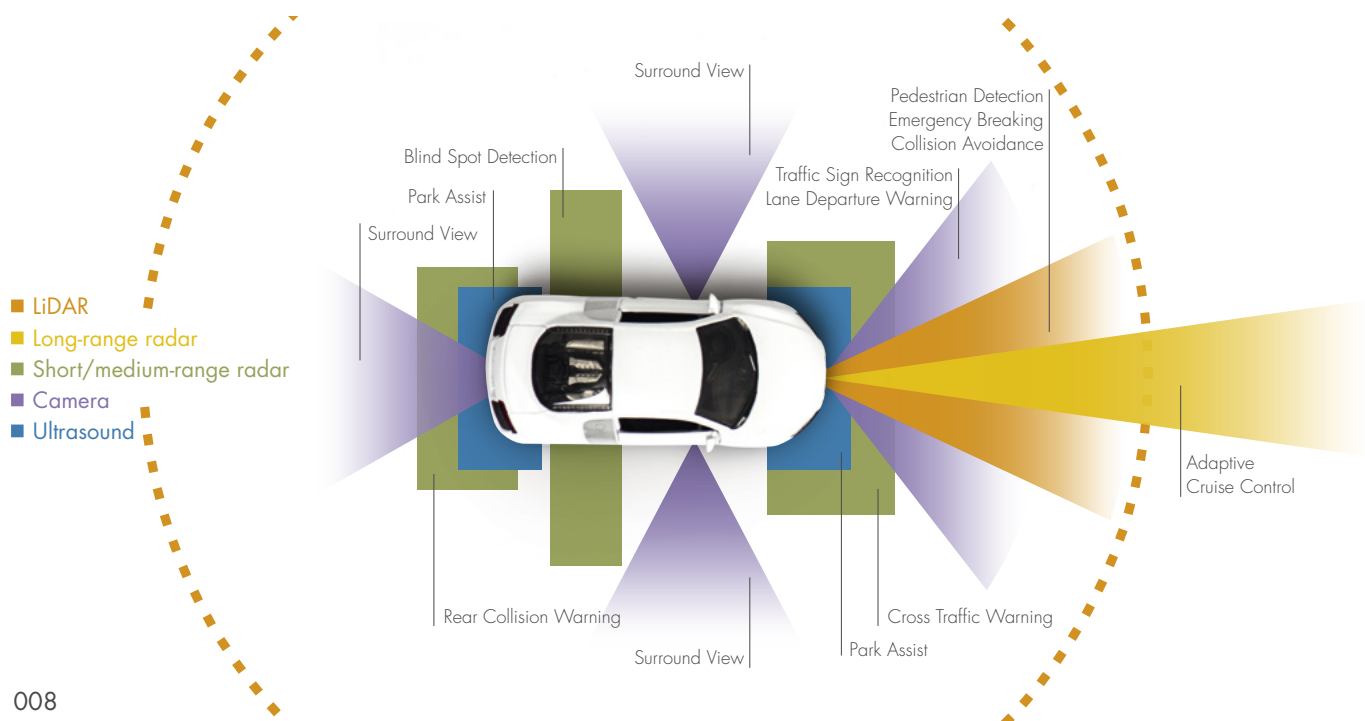 Surround View
Pedestrian Detection
Emergency Breaking
Collision Avoidance
Blind Spot Detection
Traffic Sign Recognition
Lane Departure Warning
Park Assist
Surround View
LiDAR
Long-range radar
Short/medium-range radar
Camera
Ultrasound
Adaptive
Cruise Control
Rear Collision Warning
Cross Traffic Warning
Park Assist
Surround View
008